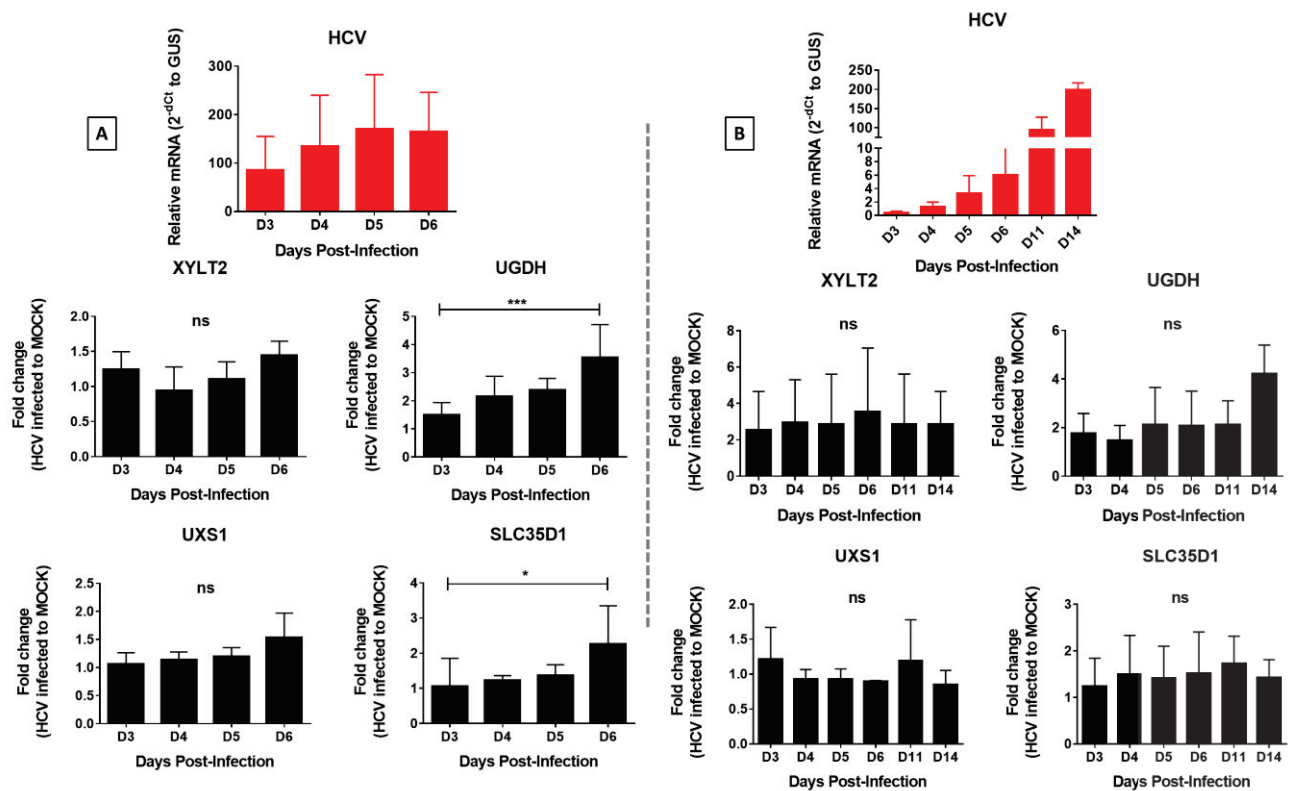 A
HCV
Relative mRNA (2^-dCt to GUS)
300
200
100
0
D3 D4 D5 D6
Days Post-Infection
XYLT2
Fold change
(HCV infected to MOCK)
ns
2.0
1.5
1.0
0.5
0.0
D3 D4 D5 D6
Days Post-Infection
UGDH
Fold change
(HCV infected to MOCK)
***
5
4
3
2
1
0
D3 D4 D5 D6
Days Post-Infection
UXS1
Fold change
(HCV infected to MOCK)
ns
2.5
2.0
1.5
1.0
0.5
0.0
D3 D4 D5 D6
Days Post-Infection
SLC35D1
Fold change
(HCV infected to MOCK)
*
4
3
2
1
0
D3 D4 D5 D6
Days Post-Infection
B
HCV
Relative mRNA (2^-dCt to GUS)
250
200
150
100
50
10
8
6
4
2
0
D3 D4 D5 D6 D11 D14
Days Post-Infection
XYLT2
Fold change
(HCV infected to MOCK)
ns
8
6
4
2
0
D3 D4 D5 D6 D11 D14
Days Post-Infection
UGDH
Fold change
(HCV infected to MOCK)
ns
6
4
2
0
D3 D4 D5 D6 D11 D14
Days Post-Infection
UXS1
Fold change
(HCV infected to MOCK)
ns
2.0
1.5
1.0
0.5
0.0
D3 D4 D5 D6 D11 D14
Days Post-Infection
SLC35D1
Fold change
(HCV infected to MOCK)
ns
3
2
1
0
D3 D4 D5 D6 D11 D14
Days Post-Infection